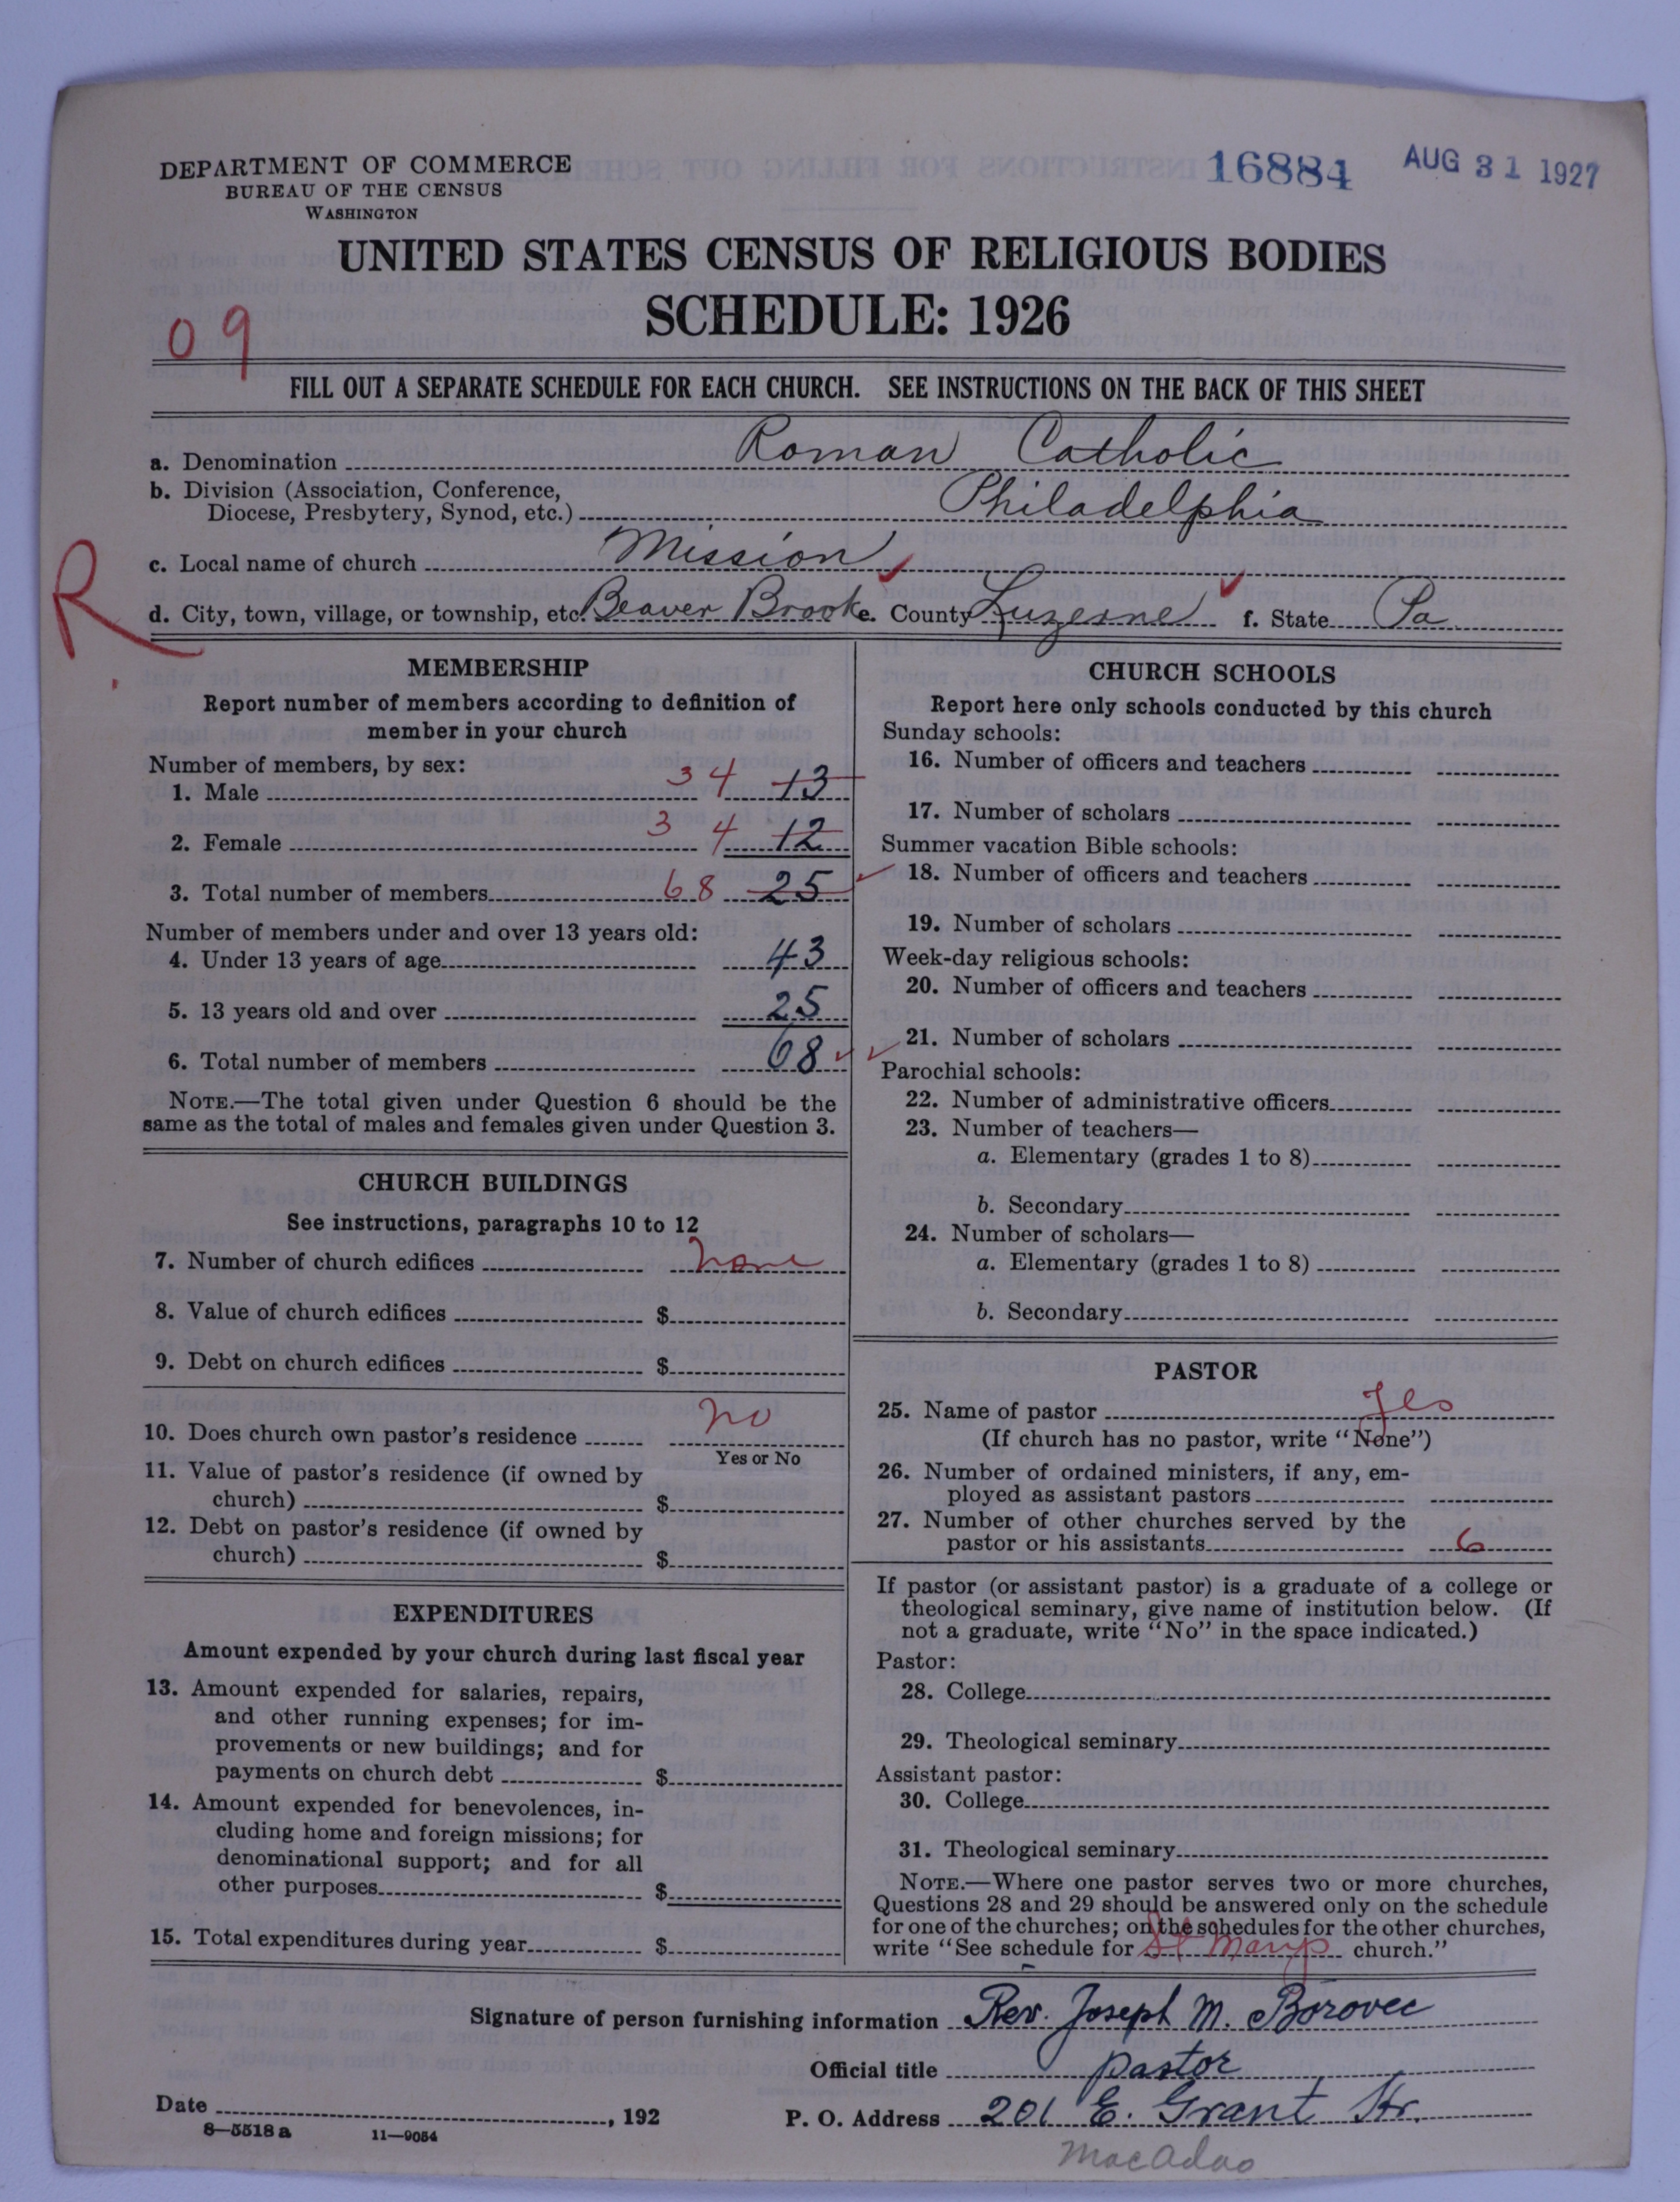 DEPARTMENT OF COMMERCE
BUREAU OF THE CENSUS
WASHINGTON
16884
AUG 31 1927
UNITED STATES CENSUS OF RELIGIOUS BODIES
SCHEDULE: 1926
09
FILL OUT A SEPARATE SCHEDULE FOR EACH CHURCH. SEE INSTRUCTIONS ON THE BACK OF THIS SHEET
a. Denomination Roman Catholic
b. Division (Association, Conference,
Diocese, Presbytery, Synod, etc.) Philadelphia
c. Local name of church Mission
R
d. City, town, village, or township, etc. Beaver Brook e. County Luzerne f. State Pa
MEMBERSHIP
Report number of members according to definition of
member in your church
Number of members, by sex:
1. Male 34 13
2. Female 34 12
3. Total number of members 68 25
Number of members under and over 13 years old:
4. Under 13 years of age 43
5. 13 years old and over 25
6. Total number of members 68
NOTE.—The total given under Question 6 should be the
same as the total of males and females given under Question 3.
CHURCH BUILDINGS
See instructions, paragraphs 10 to 12
7. Number of church edifices none
8. Value of church edifices $
9. Debt on church edifices $
10. Does church own pastor's residence no
Yes or No
11. Value of pastor's residence (if owned by
church) $
12. Debt on pastor's residence (if owned by
church) $
EXPENDITURES
Amount expended by your church during last fiscal year
13. Amount expended for salaries, repairs,
and other running expenses; for im-
provements or new buildings; and for
payments on church debt $
14. Amount expended for benevolences, in-
cluding home and foreign missions; for
denominational support; and for all
other purposes $
15. Total expenditures during year $
CHURCH SCHOOLS
Report here only schools conducted by this church
Sunday schools:
16. Number of officers and teachers
17. Number of scholars
Summer vacation Bible schools:
18. Number of officers and teachers
19. Number of scholars
Week-day religious schools:
20. Number of officers and teachers
21. Number of scholars
Parochial schools:
22. Number of administrative officers
23. Number of teachers—
a. Elementary (grades 1 to 8)
b. Secondary
24. Number of scholars—
a. Elementary (grades 1 to 8)
b. Secondary
PASTOR
25. Name of pastor Yes
(If church has no pastor, write "None")
26. Number of ordained ministers, if any, em-
ployed as assistant pastors
27. Number of other churches served by the
pastor or his assistants 6
If pastor (or assistant pastor) is a graduate of a college or
theological seminary, give name of institution below. (If
not a graduate, write "No" in the space indicated.)
Pastor:
28. College
29. Theological seminary
Assistant pastor:
30. College
31. Theological seminary
NOTE.—Where one pastor serves two or more churches,
Questions 28 and 29 should be answered only on the schedule
for one of the churches; on the schedules for the other churches,
write "See schedule for St Marys church."
Signature of person furnishing information Rev. Joseph M. Borovec
Official title pastor
Date , 192
P. O. Address 201 E. Grant Str.
8—5518a 11—9054
MacAdoo